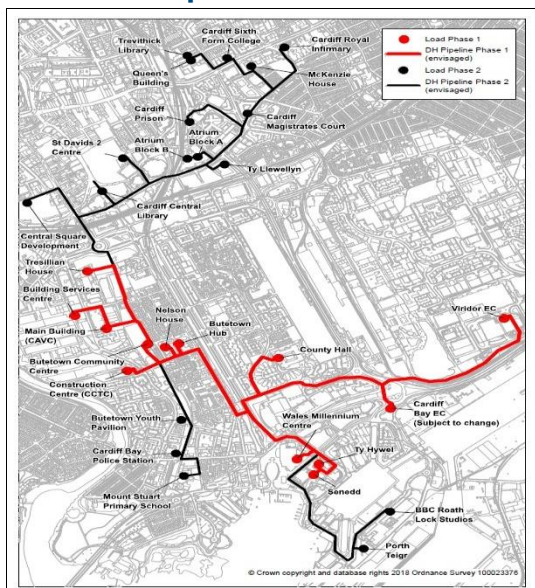 Trevithick
Library
Cardiff Sixth
Form College
Cardiff Royal
Infirmary
Load Phase 1
DH Pipeline Phase 1
(envisaged)
Load Phase 2
DH Pipeline Phase 2
(envisaged)
Queen's
Building
McKenzie
House
Cardiff
Prison
Cardiff
Magistrates Court
St Davids 2
Centre
Atrium
Block B
Atrium
Block A
Ty Llewellyn
Cardiff Central
Library
Central Square
Development
Tresillian
House
Building Services
Centre
Nelson
House
Butetown
Hub
Viridor EC
Main Building
(CAVC)
County Hall
Butetown Community
Centre
Construction
Centre (CCTC)
Cardiff
Bay EC
(Subject to change)
Wales Millennium
Centre
Butetown Youth
Pavilion
Ty Hywel
Cardiff Bay
Police Station
Senedd
Mount Stuart
Primary School
BBC Roath
Lock Studios
Porth
Teigr
© Crown copyright and database rights 2018 Ordnance Survey 100023376